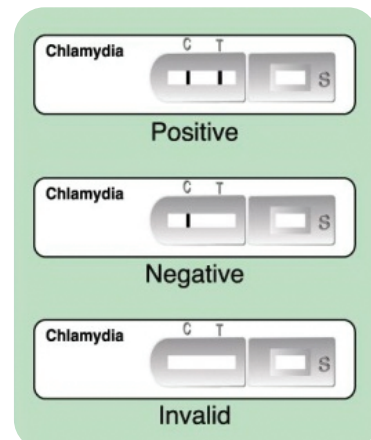 C T
Chlamydia
S
Positive
C T
Chlamydia
S
Negative
C T
Chlamydia
S
Invalid